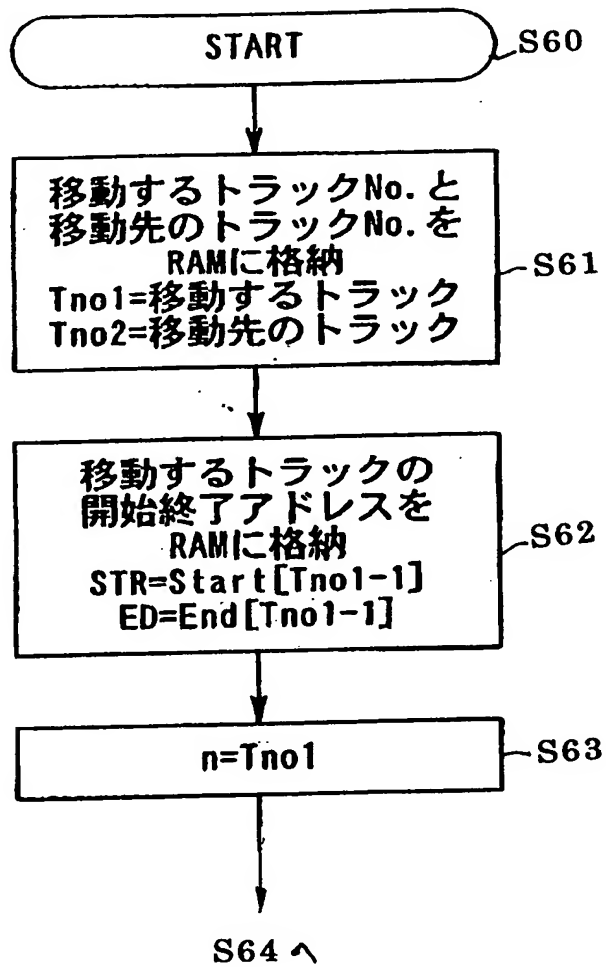 START
S60
移動するトラックNo.と
移動先のトラックNo.を
RAMに格納
Tno1=移動するトラック
Tno2=移動先のトラック
S61
移動するトラックの
開始終了アドレスを
RAMに格納
STR=Start[Tno1-1]
ED=End[Tno1-1]
S62
n=Tno1
S63
S64 へ